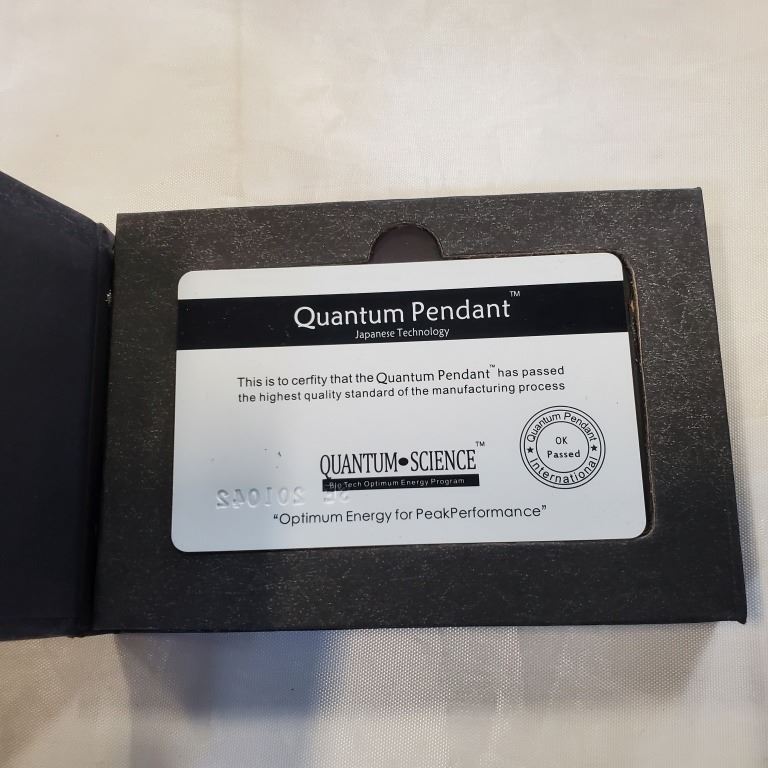 Quantum Pendant™
Japanese Technology
This is to cerfity that the Quantum Pendant™ has passed
the highest quality standard of the manufacturing process
QUANTUM•SCIENCE™
Bio Tech Optimum Energy Program
"Optimum Energy for PeakPerformance"
Quantum Pendant
OK
Passed
International
201042